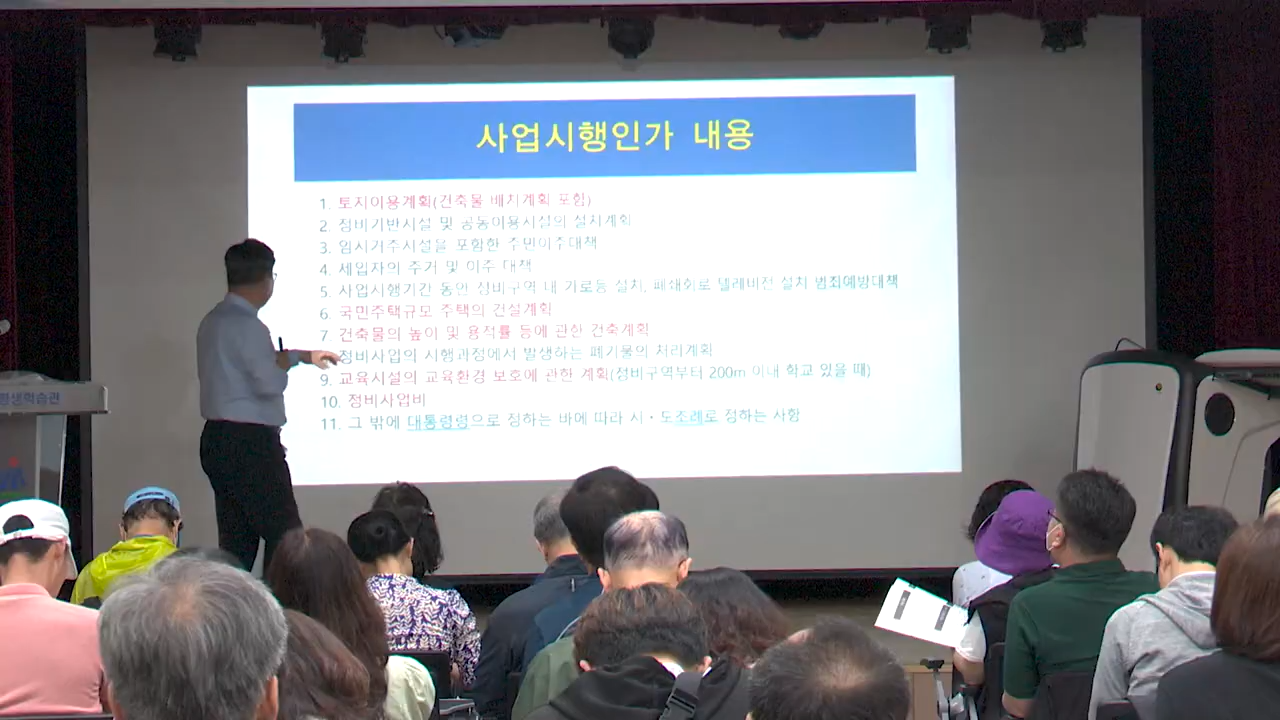 사업시행인가 내용
1. 토지이용계획(건축물 배치계획 포함)
2. 정비기반시설 및 공동이용시설의 설치계획
3. 임시거주시설을 포함한 주민이주대책
4. 세입자의 주거 및 이주 대책
5. 사업시행기간 동안 정비구역 내 가로등 설치, 폐쇄회로 텔레비전 설치 범죄예방대책
6. 국민주택규모 주택의 건설계획
7. 건축물의 높이 및 용적률 등에 관한 건축계획
정비사업의 시행과정에서 발생하는 폐기물의 처리계획
9. 교육시설의 교육환경 보호에 관한 계획(정비구역부터 200m 이내 학교 있을 때)
10. 정비사업비
11. 그 밖에 대통령령으로 정하는 바에 따라 시·도조례로 정하는 사항
평생학습관